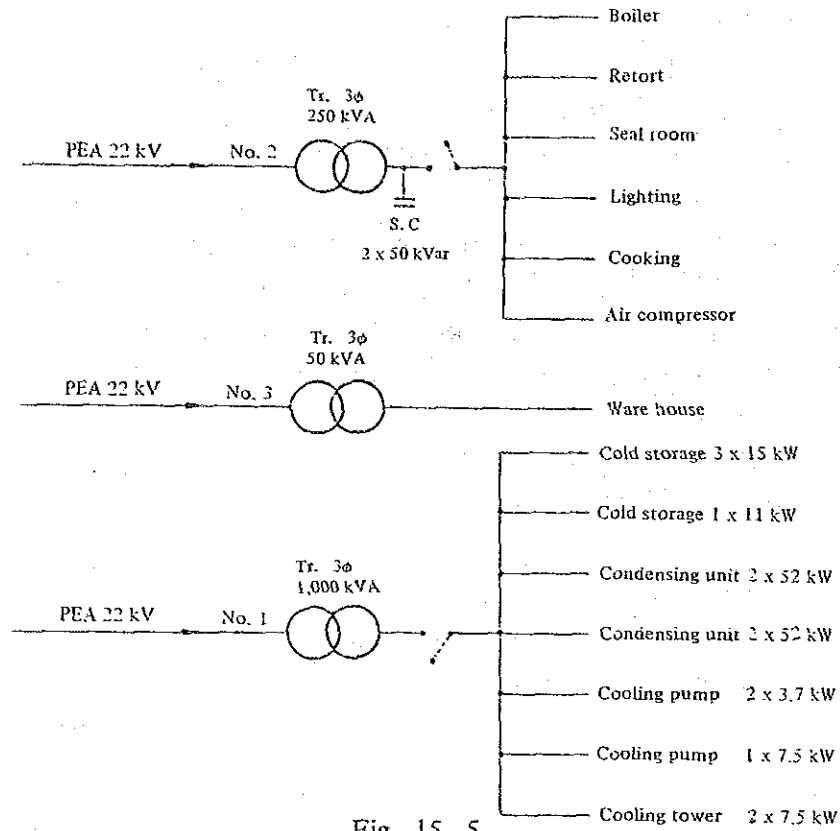 Boiler
Retort
Seal room
Lighting
Cooking
Air compressor
Tr. 3φ
250 kVA
PEA 22 kV
No. 2
S. C
2 x 50 kVar
Tr. 3φ
50 kVA
PEA 22 kV
No. 3
Ware house
Cold storage 3 x 15 kW
Cold storage 1 x 11 kW
Condensing unit 2 x 52 kW
Condensing unit 2 x 52 kW
Cooling pump 2 x 3.7 kW
Cooling pump 1 x 7.5 kW
Cooling tower 2 x 7.5 kW
Tr. 3φ
1,000 kVA
PEA 22 kV
No. 1
Fig. 15. 5